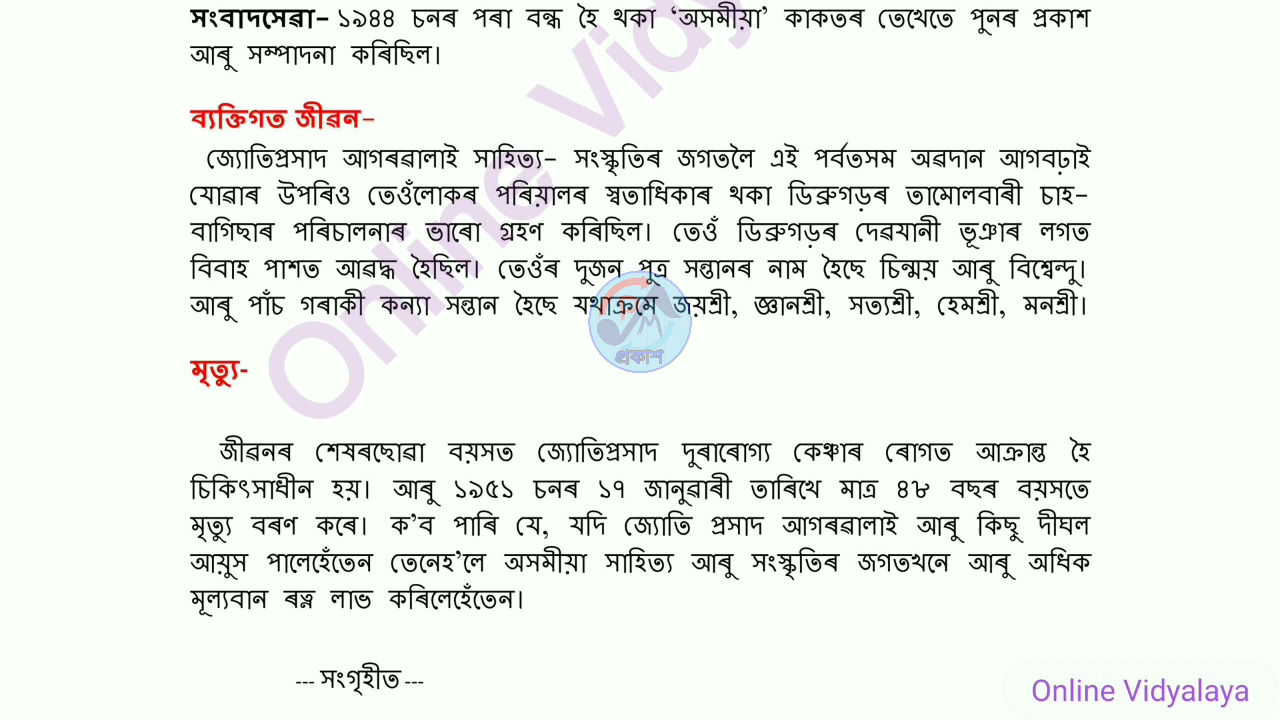 সংবাদসেৱা– ১৯৪৪ চনৰ পৰা বন্ধ হৈ থকা ‘অসমীয়া’ কাকতৰ তেখেতে পুনৰ প্ৰকাশ
আৰু সম্পাদনা কৰিছিল।
ব্যক্তিগত জীৱন–
জ্যোতিপ্ৰসাদ আগৰৱালাই সাহিত্য– সংস্কৃতিৰ জগতলৈ এই পৰ্বতসম অৱদান আগবঢ়াই
যোৱাৰ উপৰিও তেওঁলোকৰ পৰিয়ালৰ স্বতাধিকাৰ থকা ডিব্ৰুগড়ৰ তামোলবাৰী চাহ–
বাগিছাৰ পৰিচালনাৰ ভাৰো গ্ৰহণ কৰিছিল। তেওঁ ডিব্ৰুগড়ৰ দেৱযানী ভূঞাৰ লগত
বিবাহ পাশত আৱদ্ধ হৈছিল। তেওঁৰ দুজন পুত্ৰ সন্তানৰ নাম হৈছে চিন্ময় আৰু বিশ্বেন্দু।
আৰু পাঁচ গৰাকী কন্যা সন্তান হৈছে যথাক্ৰমে জয়শ্ৰী, জ্ঞানশ্ৰী, সত্যশ্ৰী, হেমশ্ৰী, মনশ্ৰী।
প্ৰকাশ
মৃত্যু-
জীৱনৰ শেষৰছোৱা বয়সত জ্যোতিপ্ৰসাদ দুৰাৰোগ্য কেঞ্চাৰ ৰোগত আক্ৰান্ত হৈ
চিকিৎসাধীন হয়। আৰু ১৯৫১ চনৰ ১৭ জানুৱাৰী তাৰিখে মাত্ৰ ৪৮ বছৰ বয়সতে
মৃত্যু বৰণ কৰে। ক’ব পাৰি যে, যদি জ্যোতি প্ৰসাদ আগৰৱালাই আৰু কিছু দীঘল
আয়ুস পালেহেঁতেন তেনেহ’লে অসমীয়া সাহিত্য আৰু সংস্কৃতিৰ জগতখনে আৰু অধিক
মূল্যবান ৰত্ন লাভ কৰিলেহেঁতেন।
--- সংগৃহীত ---
Online Vidyalaya
Online Vidy